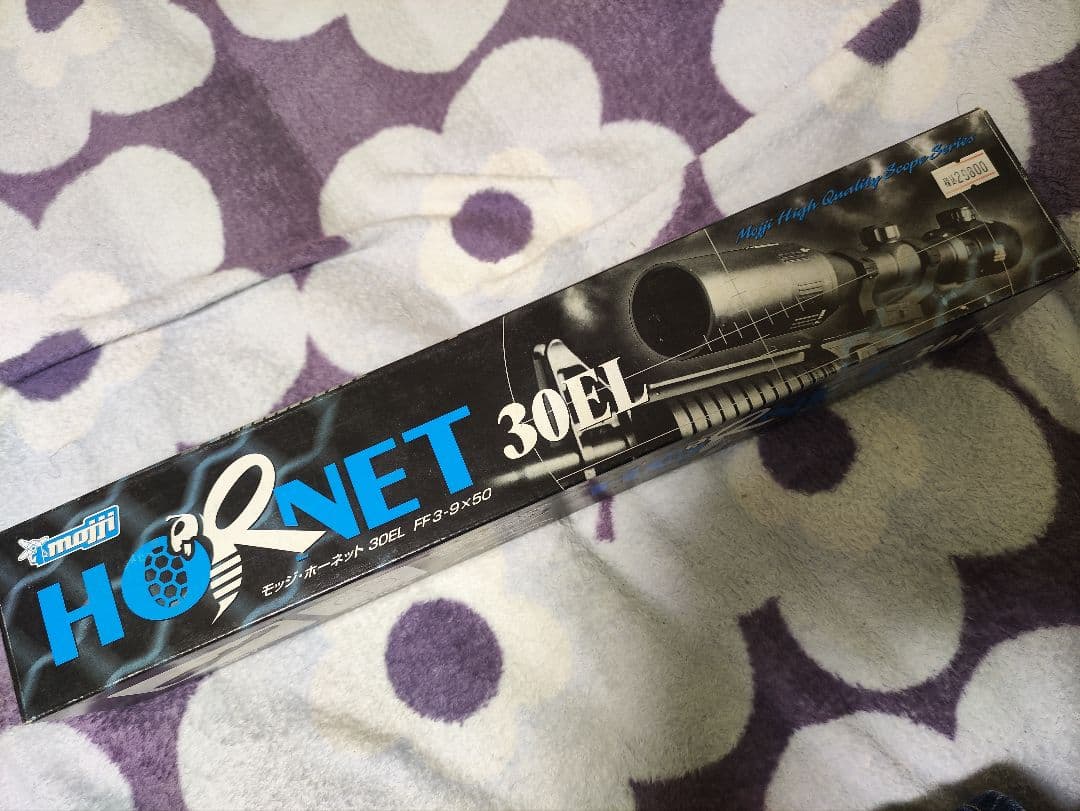 Mojji High Quality Scope Series
¥29800
30EL
mojji
HORNET
モッジ・ホーネット 30EL FF3-9×50